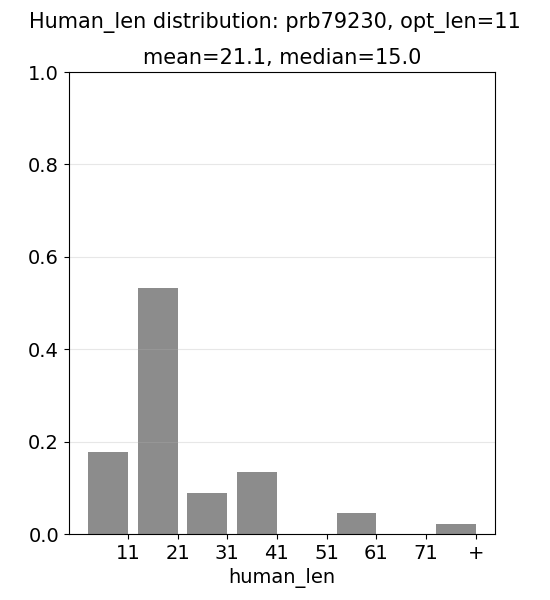 Human_len distribution: prb79230, opt_len=11
mean=21.1, median=15.0
1.0
0.8
0.6
0.4
0.2
0.0
11 21 31 41 51 61 71 +
human_len